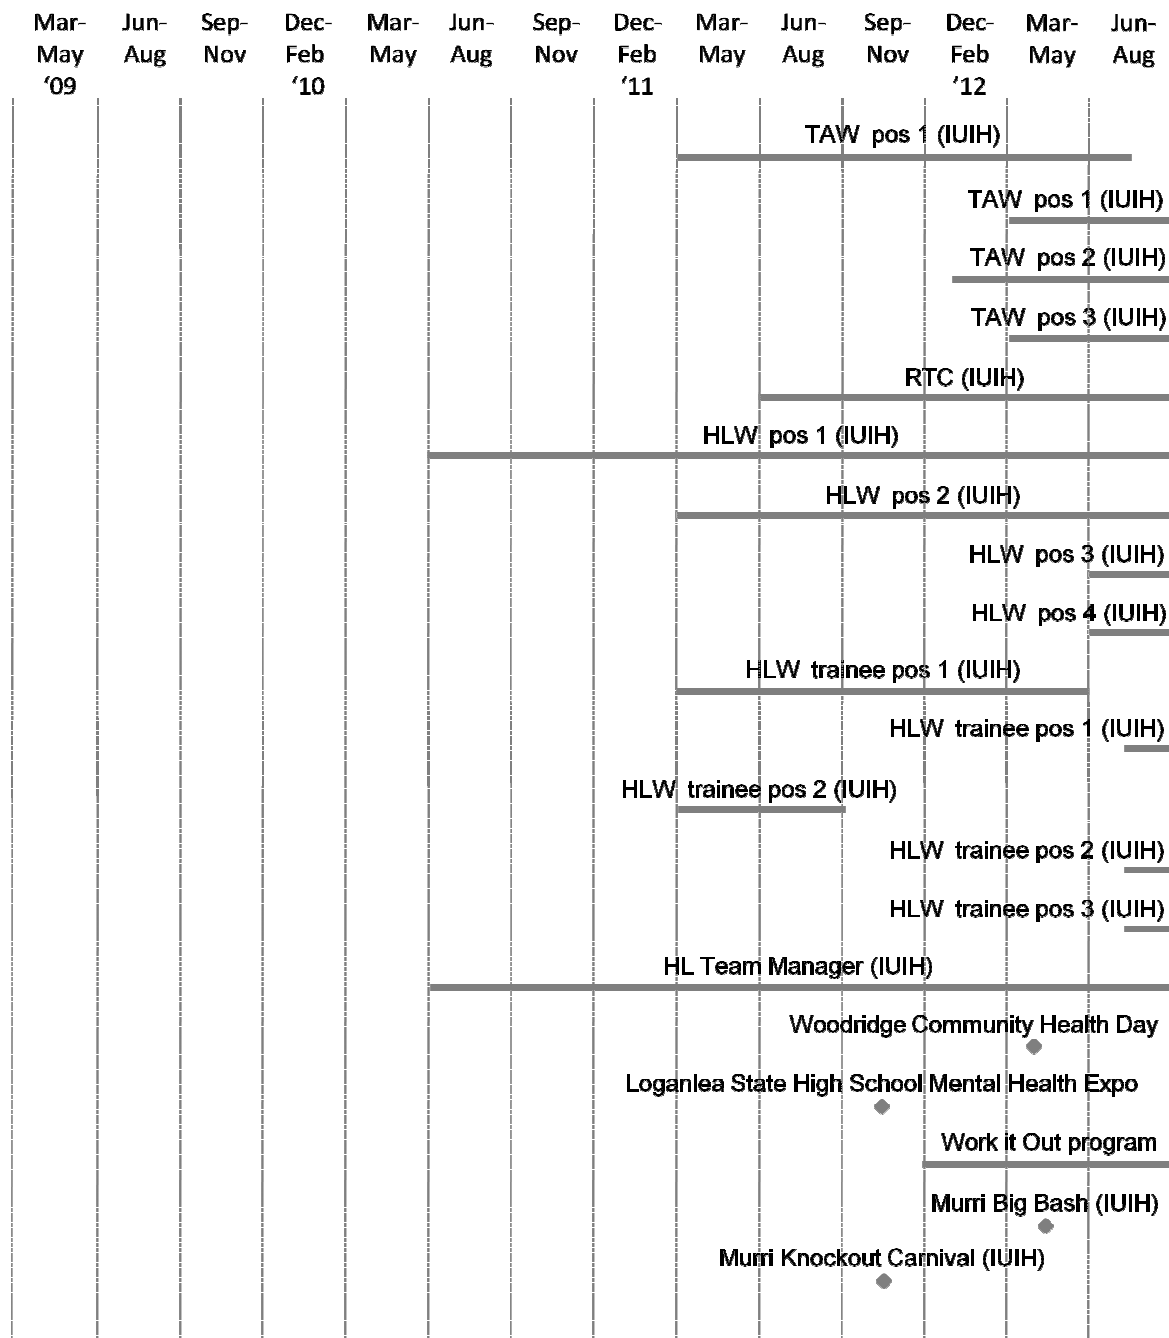 Mar- Jun- Sep- Dec- Mar- Jun- Sep- Dec- Mar- Jun- Sep- Dec- Mar- Jun-
May Aug Nov Feb May Aug Nov Feb May Aug Nov Feb May Aug
‘09 ‘10 ‘11 ‘12
TAW pos 1 (IUIH)
TAW pos 1 (IUIH)
TAW pos 2 (IUIH)
TAW pos 3 (IUIH)
RTC (IUIH)
HLW pos 1 (IUIH)
HLW pos 2 (IUIH)
HLW pos 3 (IUIH)
HLW pos 4 (IUIH)
HLW trainee pos 1 (IUIH)
HLW trainee pos 1 (IUIH)
HLW trainee pos 2 (IUIH)
HLW trainee pos 2 (IUIH)
HLW trainee pos 3 (IUIH)
HL Team Manager (IUIH)
Woodridge Community Health Day
Loganlea State High School Mental Health Expo
Work it Out program
Murri Big Bash (IUIH)
Murri Knockout Carnival (IUIH)